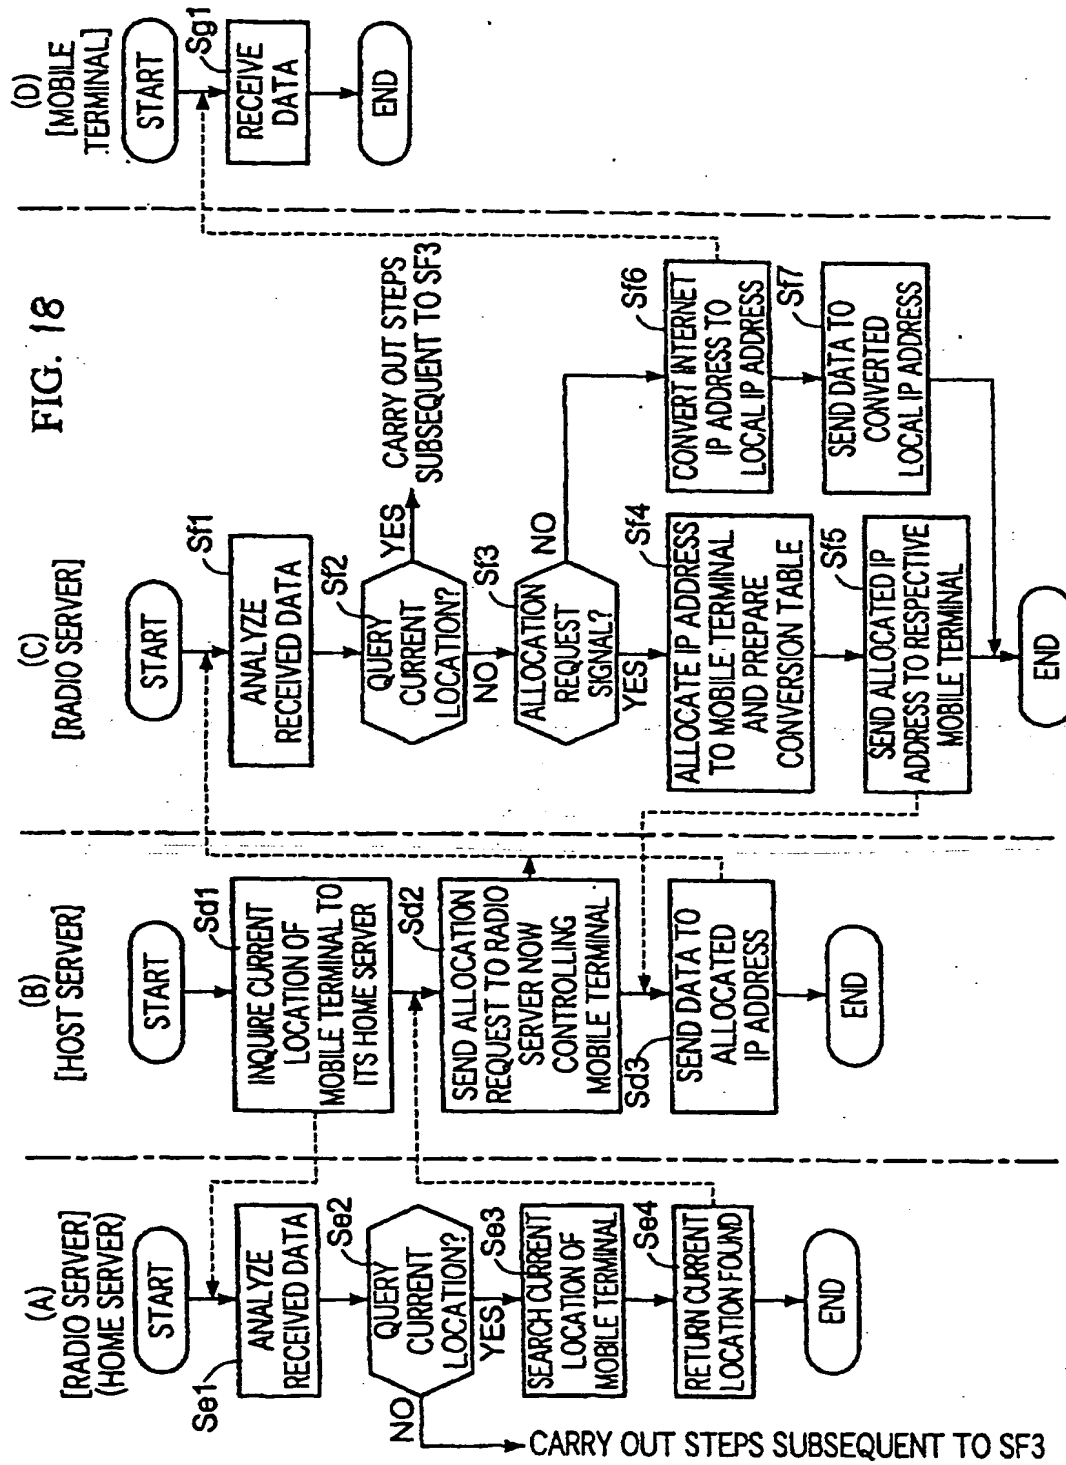 FIG. 18
(A)
[RADIO SERVER]
(HOME SERVER)
START
Se1
ANALYZE
RECEIVED DATA
Se2
QUERY
CURRENT
LOCATION?
NO
CARRY OUT STEPS SUBSEQUENT TO SF3
YES
Se3
SEARCH CURRENT
LOCATION OF
MOBILE TERMINAL
Se4
RETURN CURRENT
LOCATION FOUND
END
(B)
[HOST SERVER]
START
Sd1
INQUIRE CURRENT
LOCATION OF
MOBILE TERMINAL TO
ITS HOME SERVER
Sd2
SEND ALLOCATION
REQUEST TO RADIO
SERVER NOW
CONTROLLING
MOBILE TERMINAL
Sd3
SEND DATA TO
ALLOCATED
IP ADDRESS
END
(C)
[RADIO SERVER]
START
Sf1
ANALYZE
RECEIVED DATA
Sf2
QUERY
CURRENT
LOCATION?
YES
CARRY OUT STEPS
SUBSEQUENT TO SF3
NO
Sf3
ALLOCATION
REQUEST
SIGNAL?
NO
YES
Sf4
ALLOCATE IP ADDRESS
TO MOBILE TERMINAL
AND PREPARE
CONVERSION TABLE
Sf5
SEND ALLOCATED IP
ADDRESS TO RESPECTIVE
MOBILE TERMINAL
Sf6
CONVERT INTERNET
IP ADDRESS TO
LOCAL IP ADDRESS
Sf7
SEND DATA TO
CONVERTED
LOCAL IP ADDRESS
END
(D)
[MOBILE
TERMINAL]
START
Sg1
RECEIVE
DATA
END